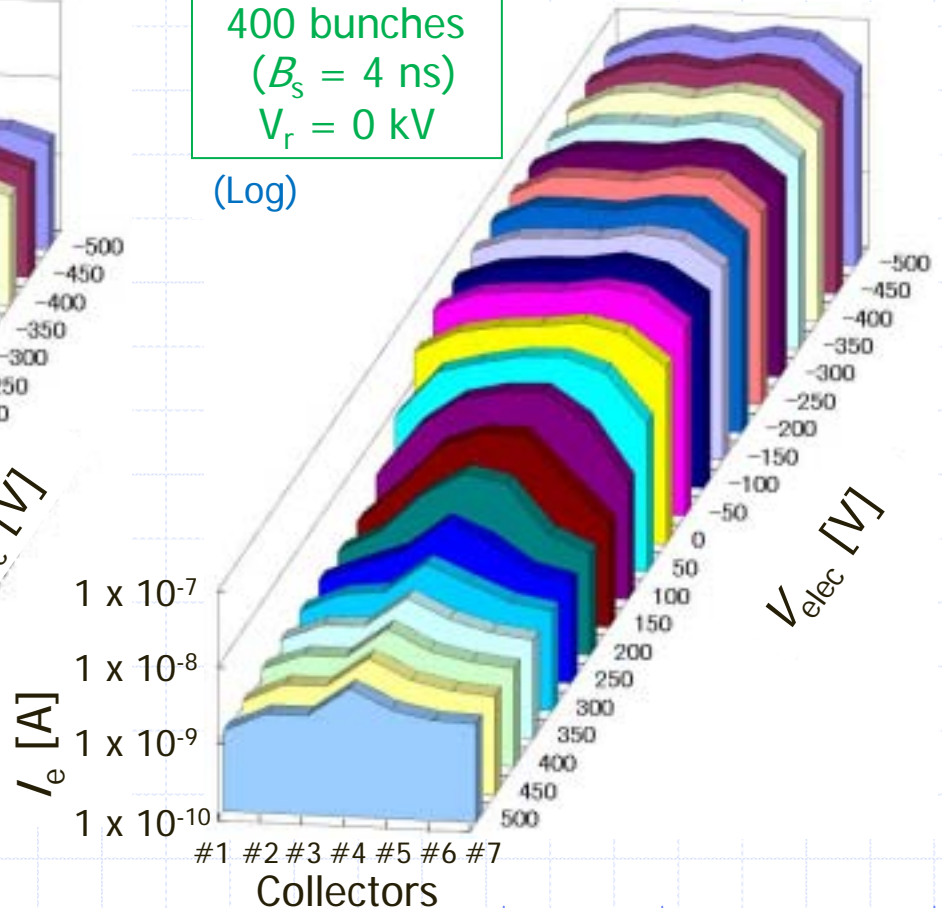 400 bunches
(Bs = 4 ns)
Vr = 0 kV
(Log)
-500
-450
-400
-350
-300
[V]
1 x 10-7
1 x 10-8
1 x 10-9
1 x 10-10
Ie [A]
#1 #2 #3 #4 #5 #6 #7
Collectors
-500
-450
-400
-350
-300
-250
-200
-150
-100
-50
0
50
100
150
200
250
300
350
400
450
500
Velec [V]